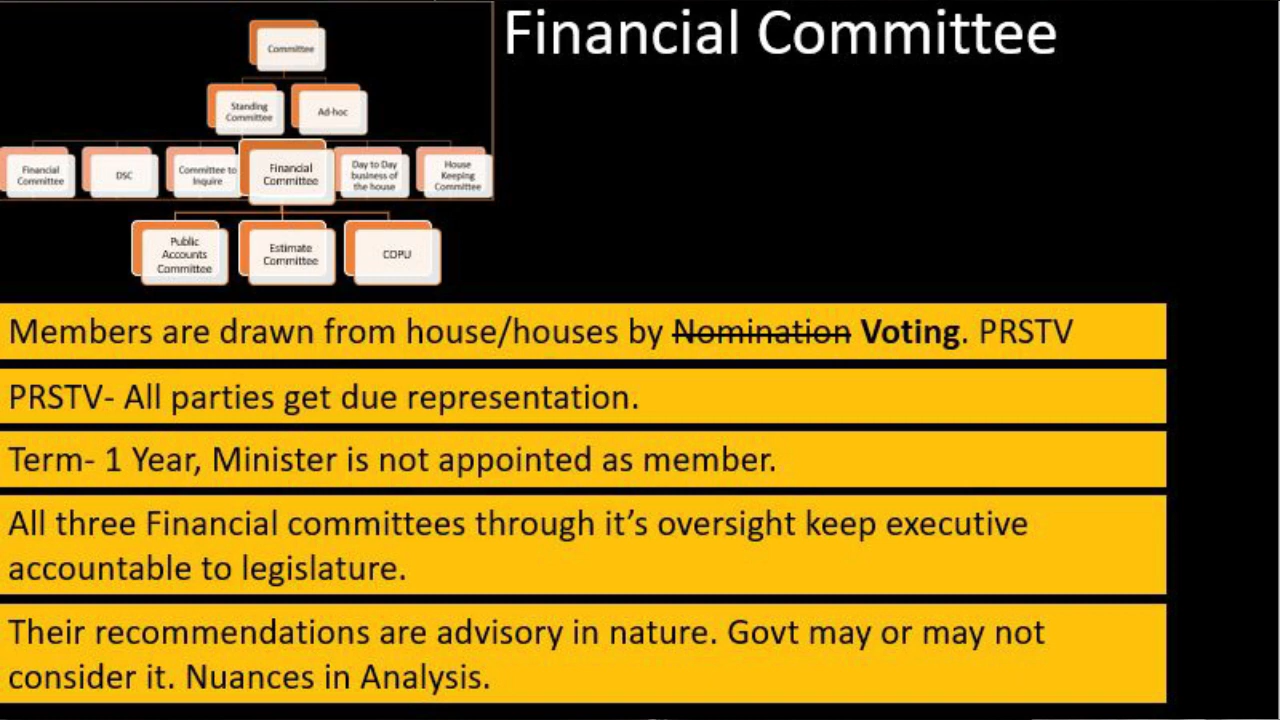 Financial Committee
Committee
Standing
Committee
Ad-hoc
Financial
Committee
DSC
Committee to
Inquire
Financial
Committee
Day to Day
business of
the house
House
Keeping
Committee
Public
Accounts
Committee
Estimate
Committee
COPU
Members are drawn from house/houses by Nomination Voting. PRSTV
PRSTV- All parties get due representation.
Term- 1 Year, Minister is not appointed as member.
All three Financial committees through it’s oversight keep executive
accountable to legislature.
Their recommendations are advisory in nature. Govt may or may not
consider it. Nuances in Analysis.